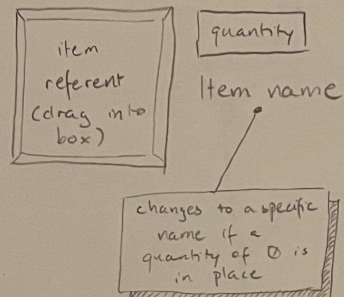 item
referent
(drag into
box)
quantity
Item name
changes to a specific
name if a
quantity of 0 is
in place